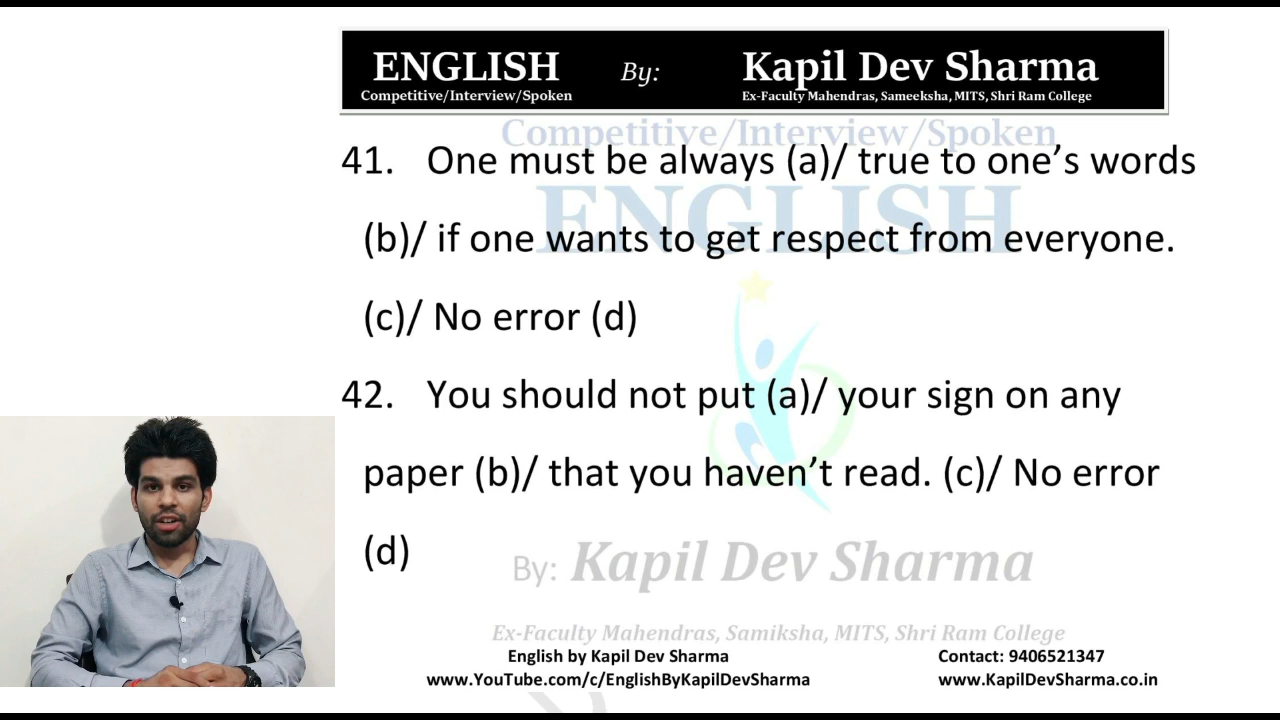 ENGLISH By: Kapil Dev Sharma
Competitive/Interview/Spoken Ex-Faculty Mahendras, Sameeksha, MITS, Shri Ram College
Competitive/Interview/Spoken
41. One must be always (a)/ true to one’s words
ENGLISH
(b)/ if one wants to get respect from everyone.
(c)/ No error (d)
42. You should not put (a)/ your sign on any
paper (b)/ that you haven’t read. (c)/ No error
(d)
By: Kapil Dev Sharma
Ex-Faculty Mahendras, Samiksha, MITS, Shri Ram College
English by Kapil Dev Sharma Contact: 9406521347
www.YouTube.com/c/EnglishByKapilDevSharma www.KapilDevSharma.co.in